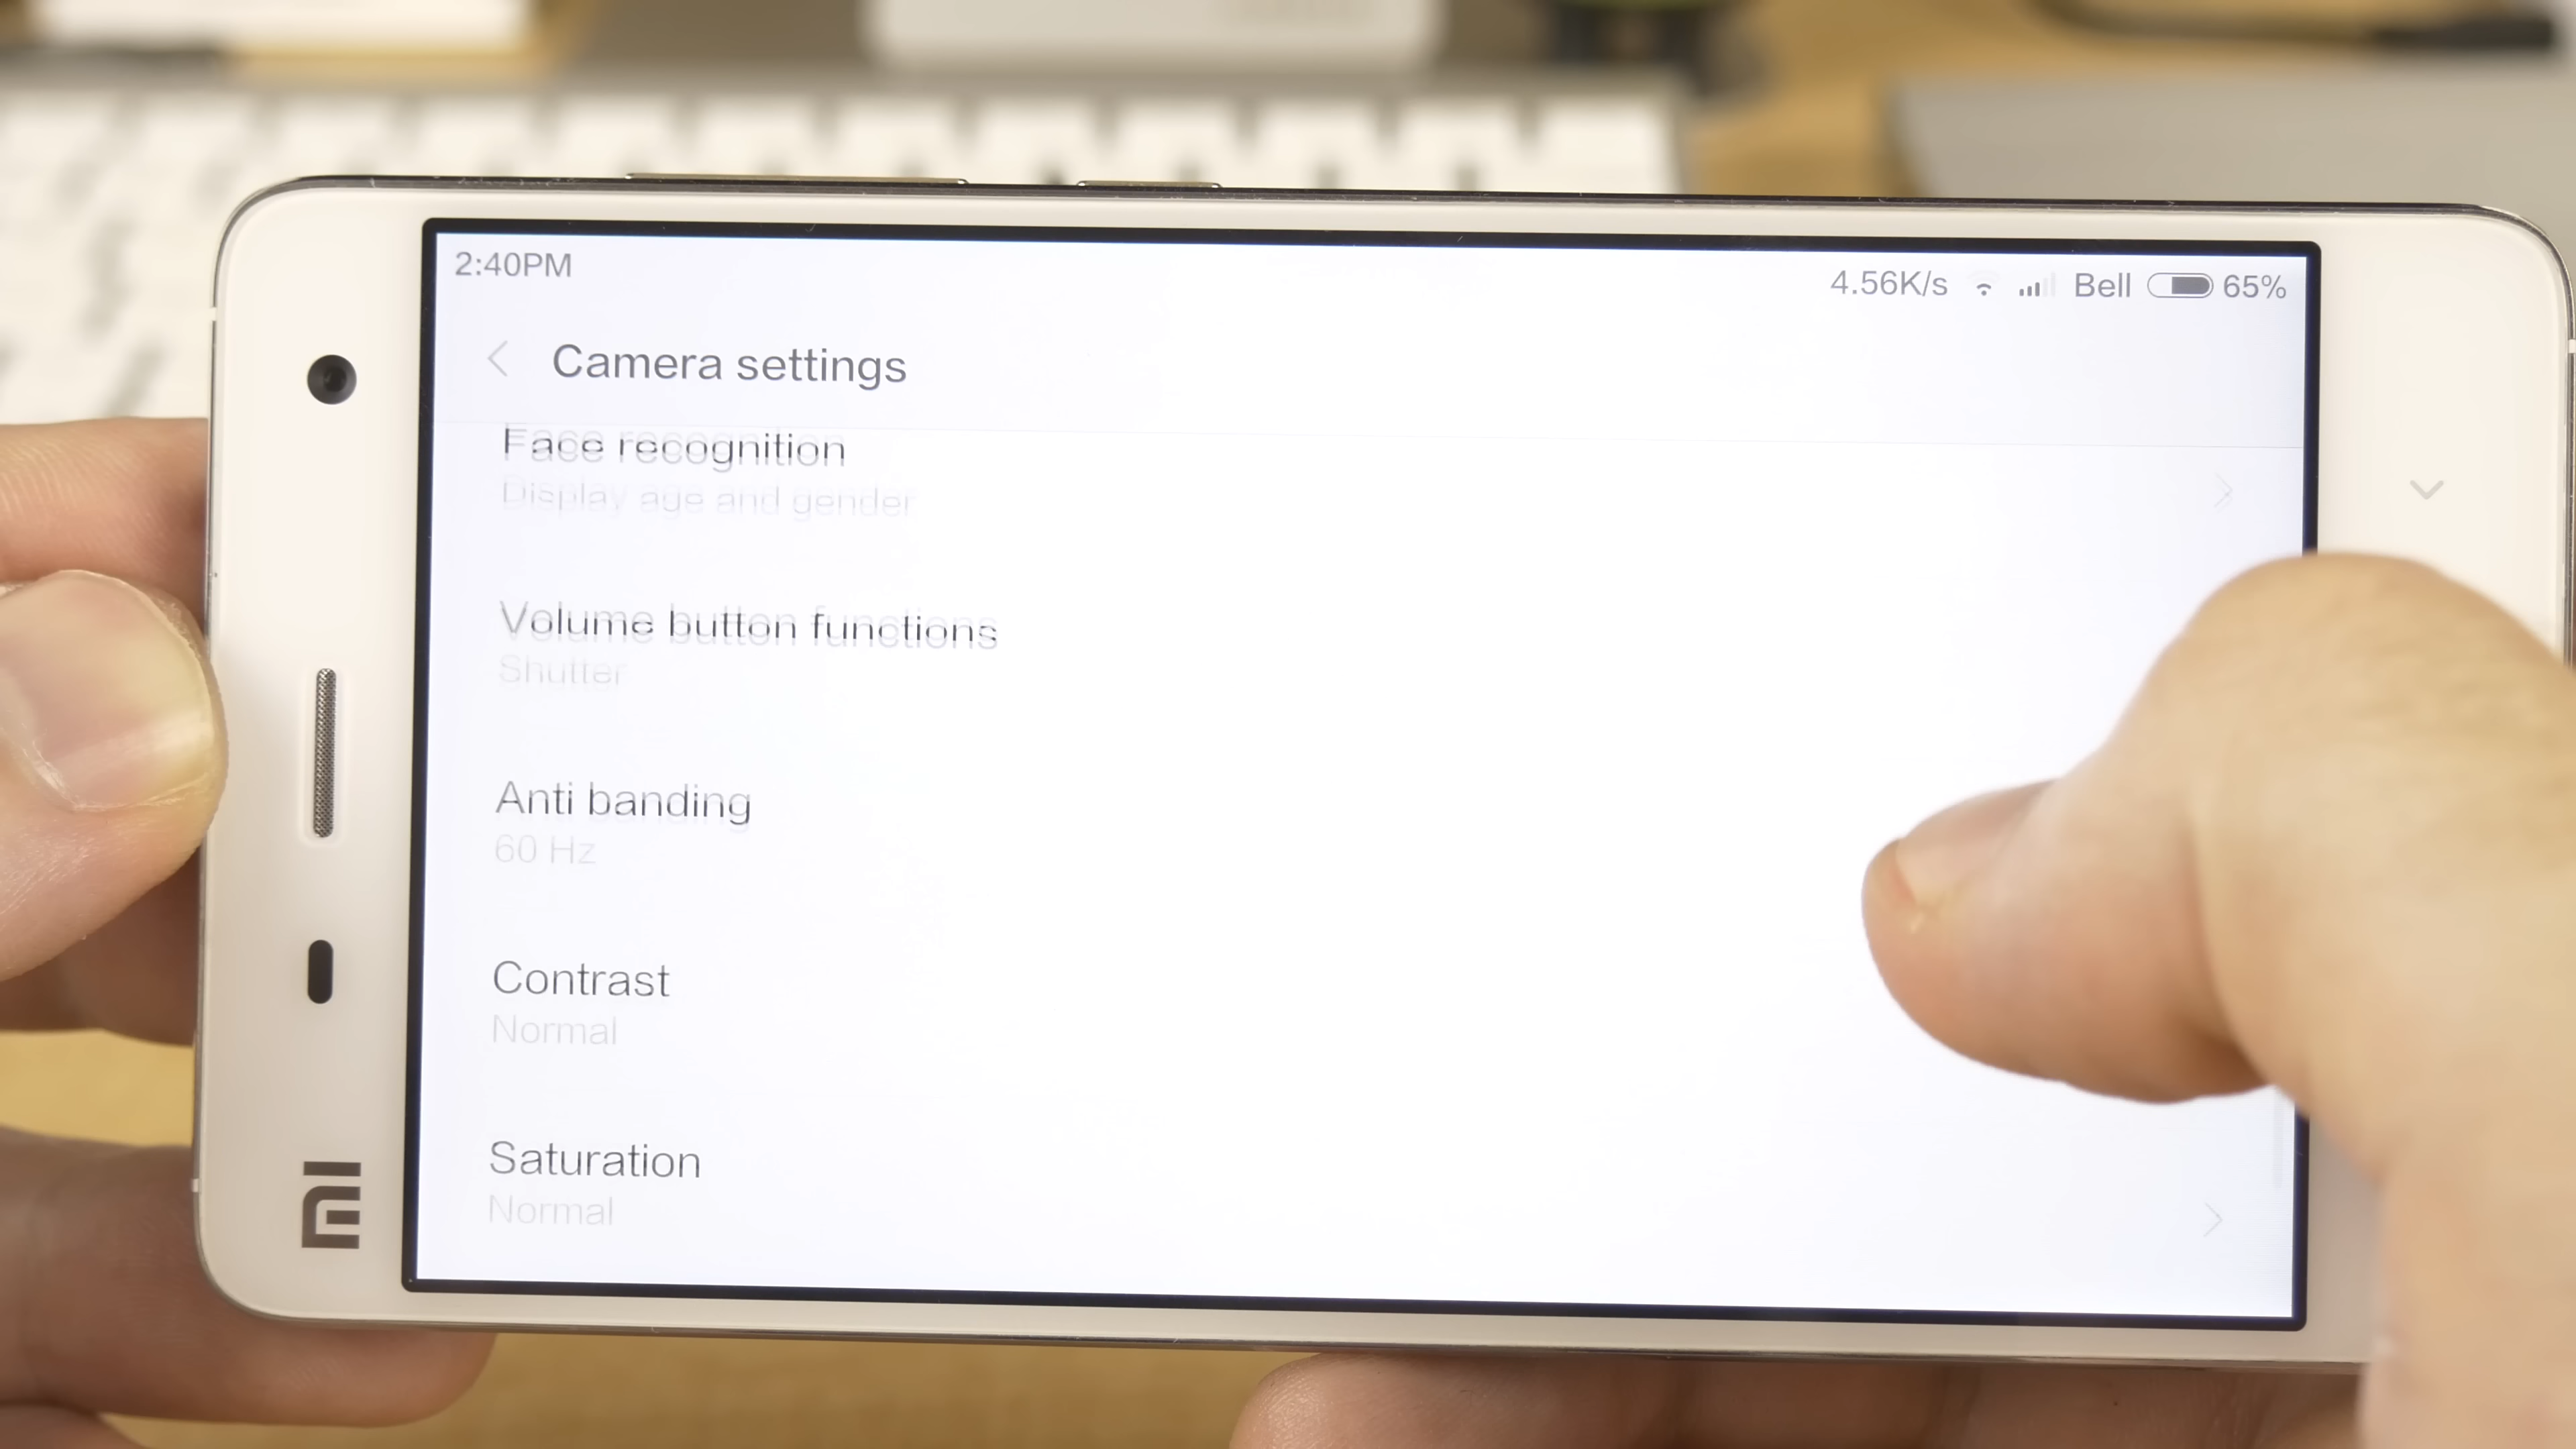 2:40PM
4.56K/s Bell 65%
Camera settings
Face recognition
Display age and gender
Volume button functions
Shutter
Anti banding
60 Hz
Contrast
Normal
Saturation
Normal
mi